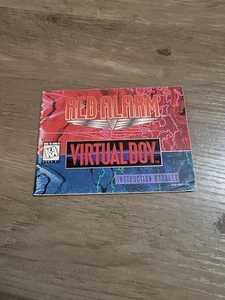 RED ALARM
VIRTUAL BOY
INSTRUCTION BOOKLET